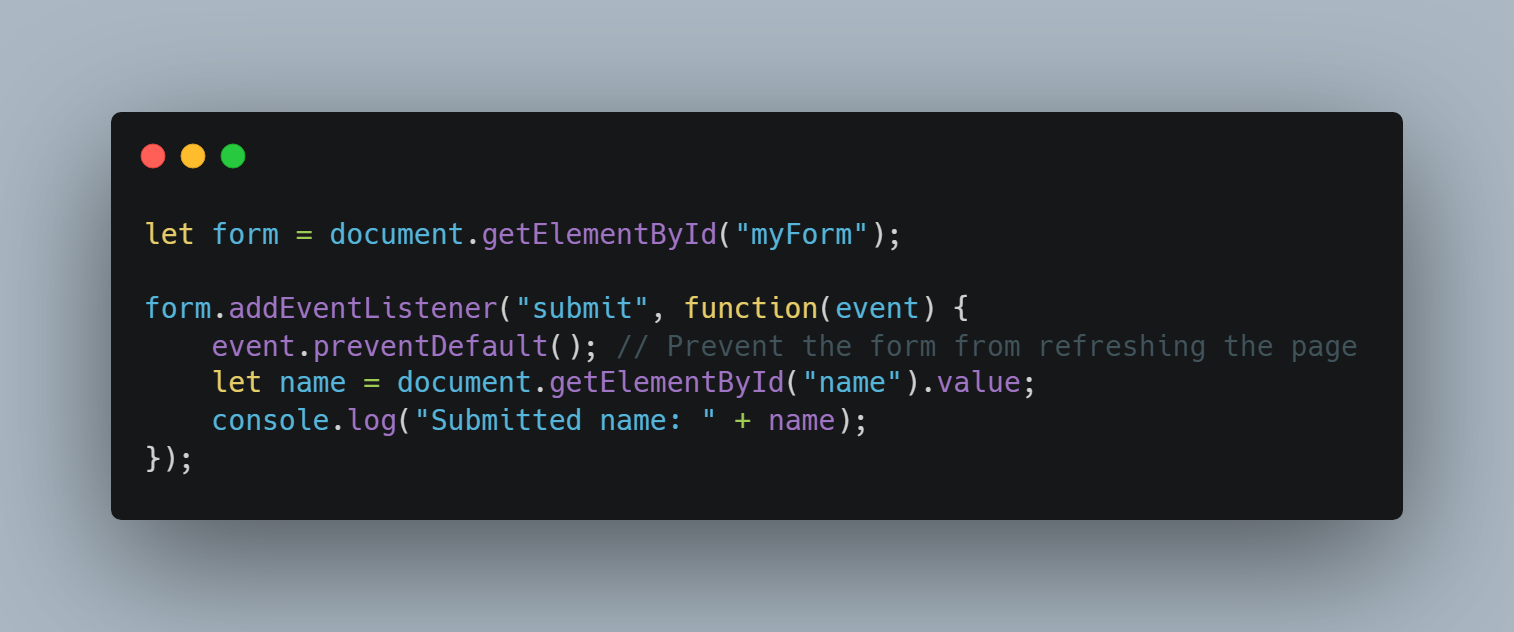 let form = document.getElementById("myForm");

form.addEventListener("submit", function(event) {
    event.preventDefault(); // Prevent the form from refreshing the page
    let name = document.getElementById("name").value;
    console.log("Submitted name: " + name);
});